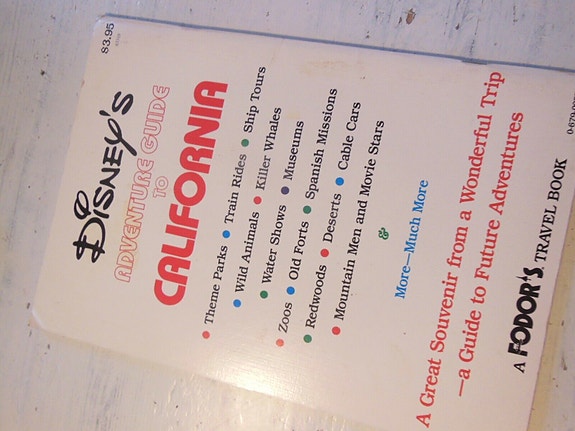 $3.95
DISNEY'S
ADVENTURE GUIDE
TO
CALIFORNIA
• Theme Parks • Train Rides • Ship Tours
• Wild Animals • Killer Whales
• Water Shows • Museums
• Zoos • Old Forts • Spanish Missions
• Redwoods • Deserts • Cable Cars
• Mountain Men and Movie Stars
&
More—Much More
A Great Souvenir from a Wonderful Trip
—a Guide to Future Adventures
A FODOR'S TRAVEL BOOK